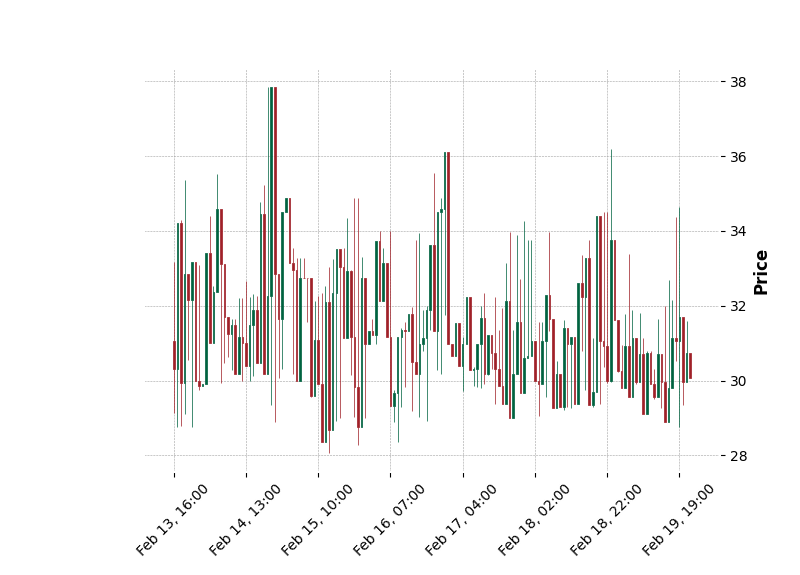 38
36
34
32
30
28
Price
Feb 13, 16:00
Feb 14, 13:00
Feb 15, 10:00
Feb 16, 07:00
Feb 17, 04:00
Feb 18, 02:00
Feb 18, 22:00
Feb 19, 19:00